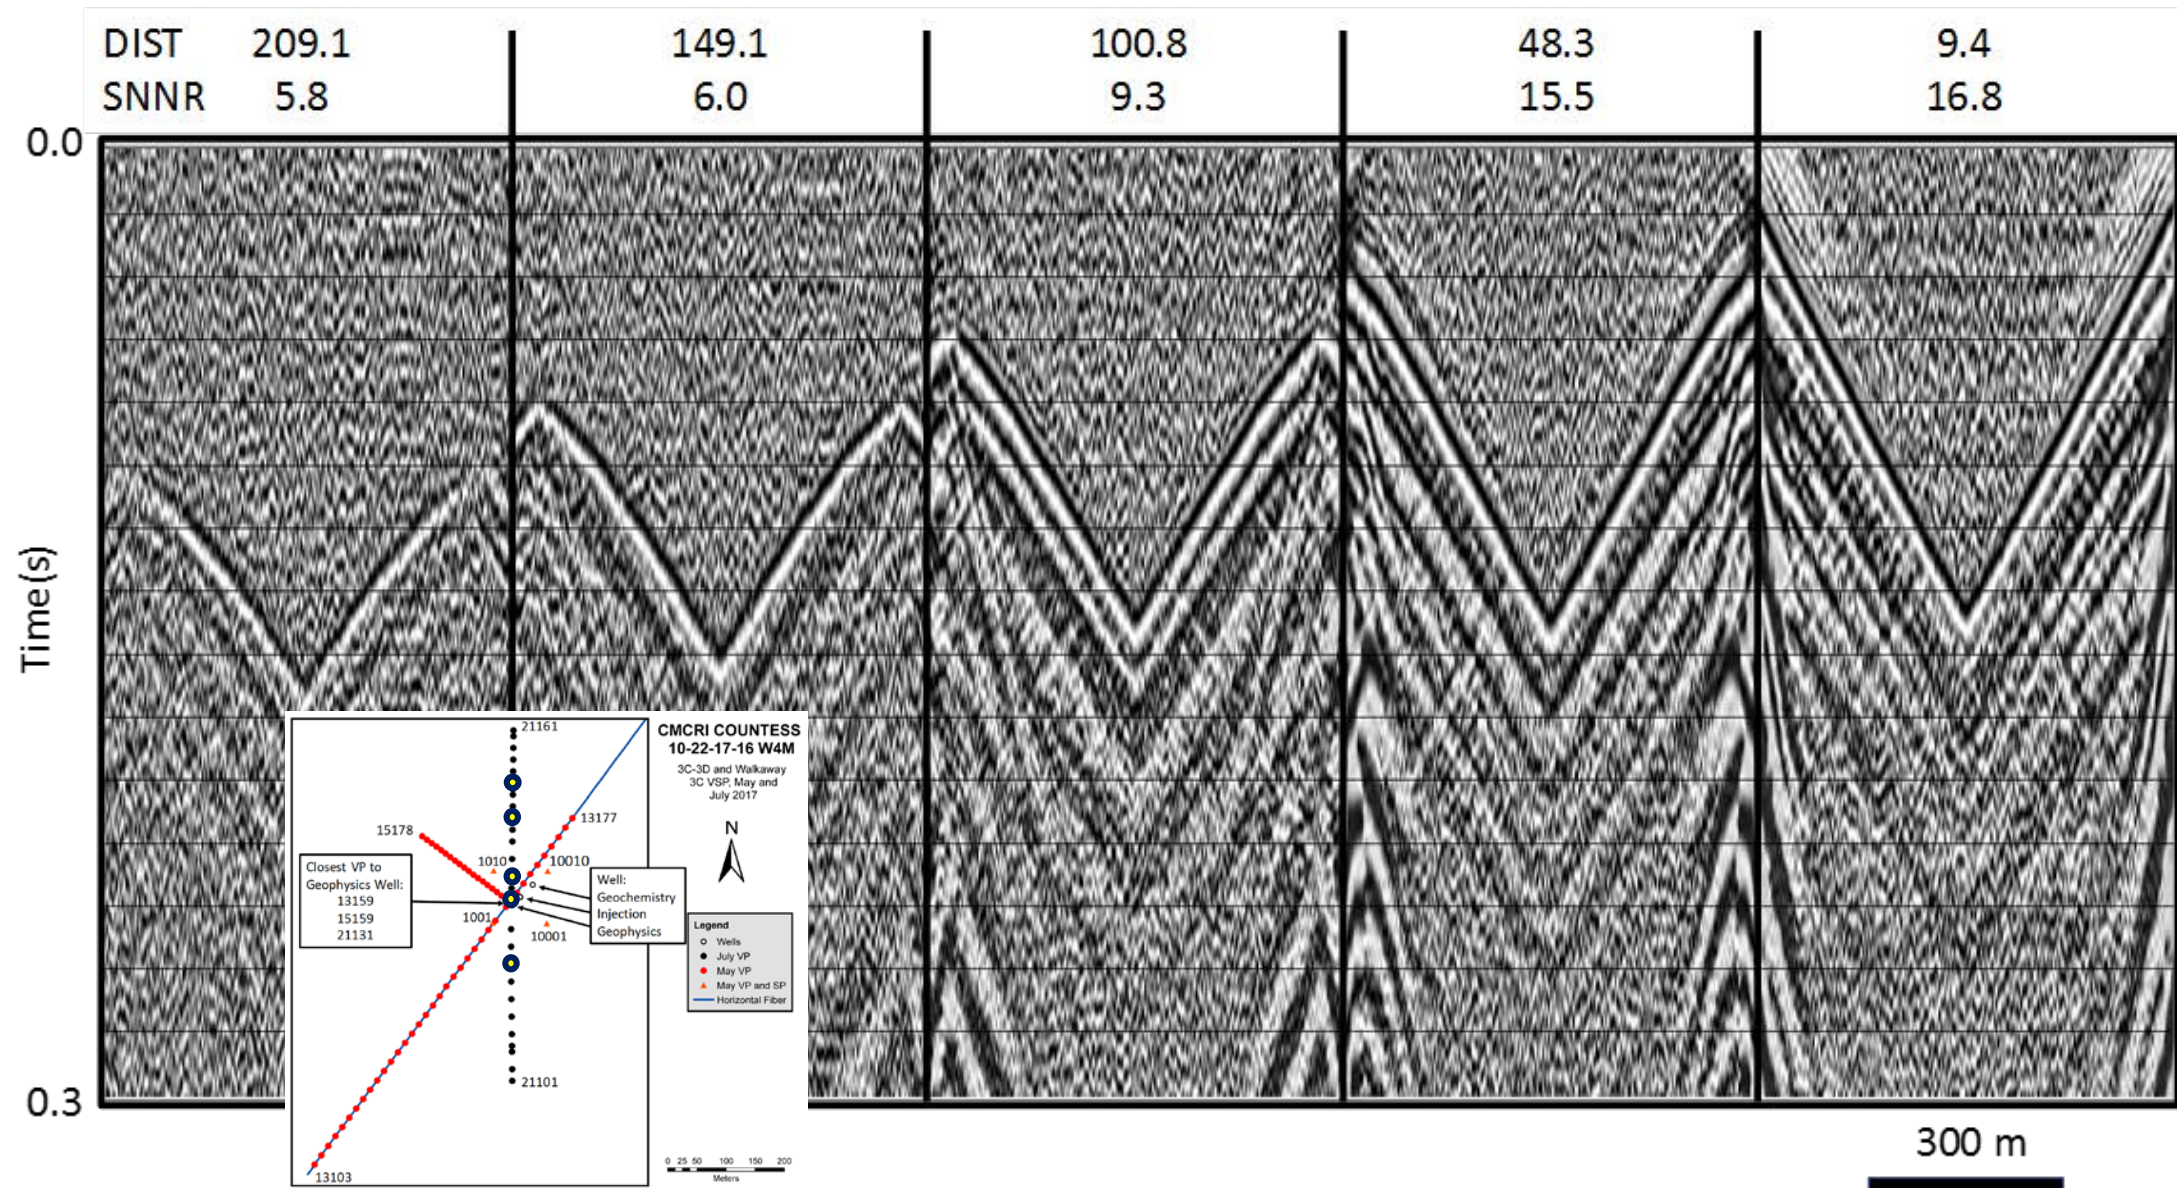 DIST 209.1 149.1 100.8 48.3 9.4
SNNR 5.8 6.0 9.3 15.5 16.8
0.0
Time(s)
0.3
300 m
CMCRI COUNTESS
10-22-17-16 W4M
3C-3D and Walkaway
3C VSP, May and
July 2017
N
21161
13177
15178
1010
10010
Closest VP to
Geophysics Well:
13159
15159
21131
Well:
Geochemistry
Injection
Geophysics
1001
10001
Legend
Wells
July VP
May VP
May VP and SP
Horizontal Fiber
21101
13103
0 25 50 100 150 200
Meters